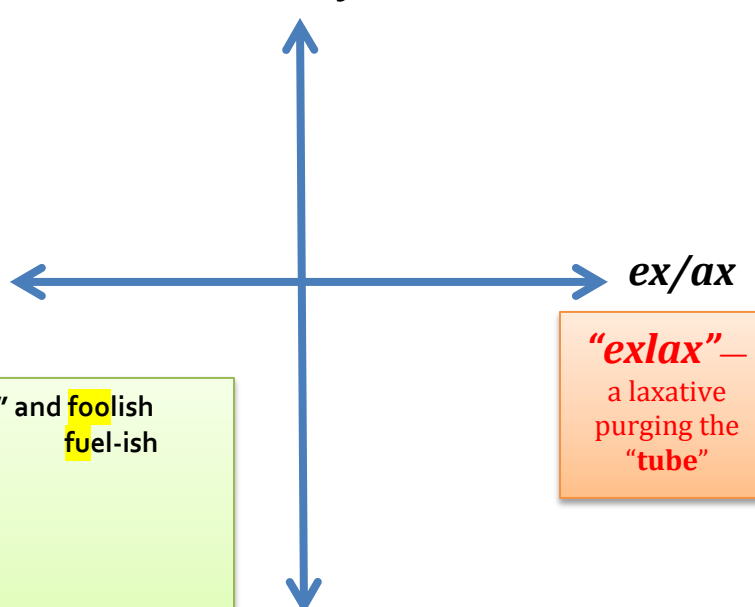 ex/ax
“exlax”—
a laxative
purging the
“tube”
” and foolish
fuel-ish